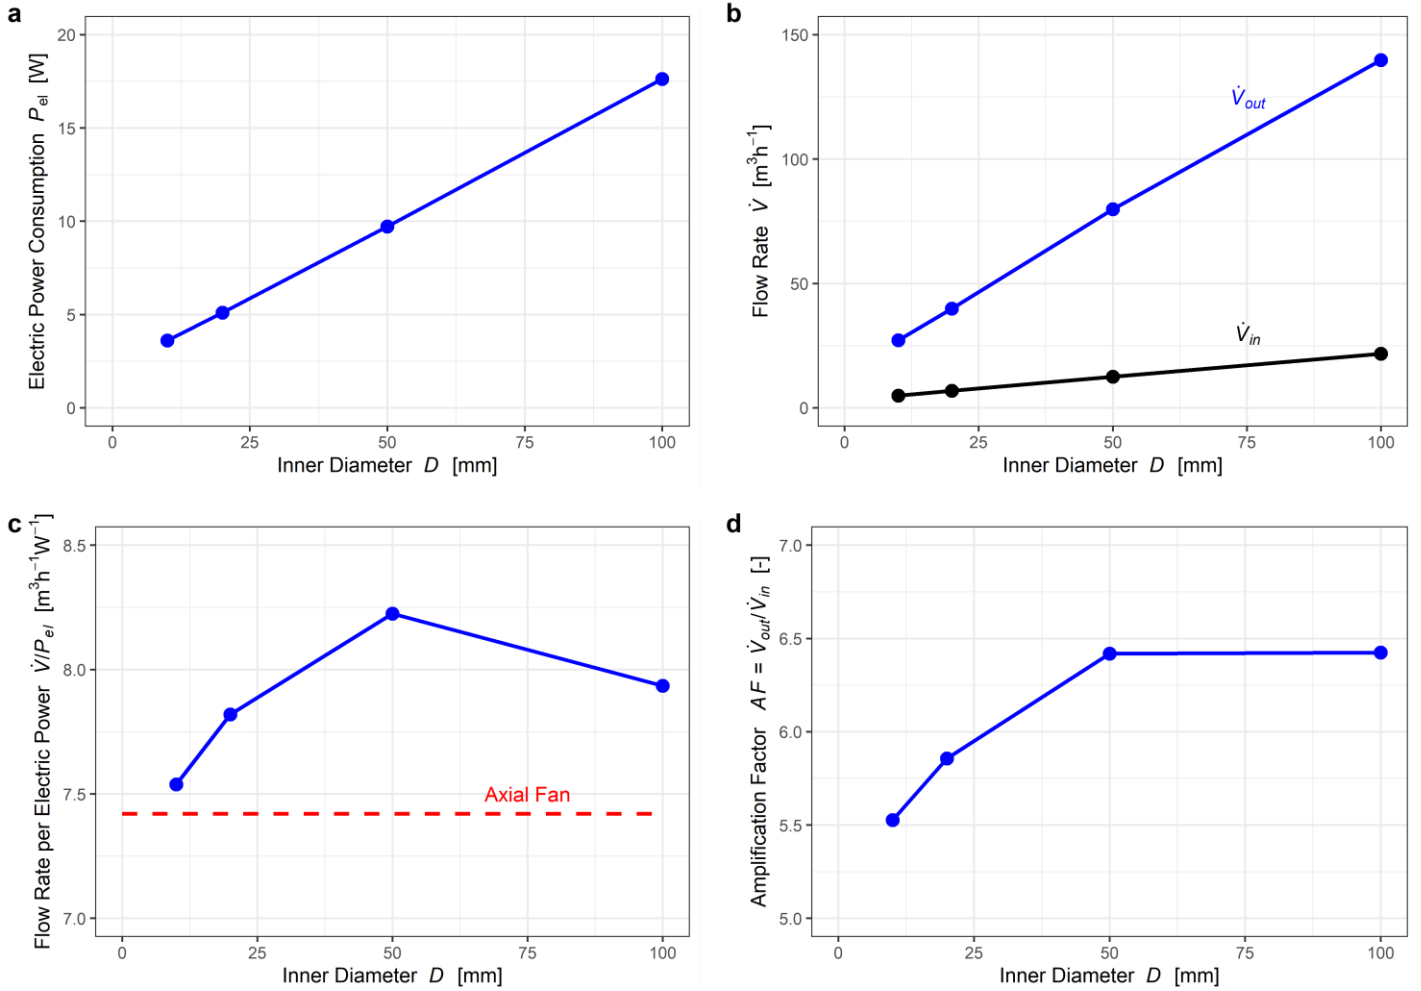 a
Electric Power Consumption P_el [W]
20
15
10
5
0
0 25 50 75 100
Inner Diameter D [mm]
b
Flow Rate V̇ [m³h⁻¹]
150
100
50
0
V̇_out
V̇_in
0 25 50 75 100
Inner Diameter D [mm]
c
Flow Rate per Electric Power V̇/P_el [m³h⁻¹W⁻¹]
8.5
8.0
7.5
7.0
Axial Fan
0 25 50 75 100
Inner Diameter D [mm]
d
Amplification Factor AF = V̇_out/V̇_in [-]
7.0
6.5
6.0
5.5
5.0
0 25 50 75 100
Inner Diameter D [mm]